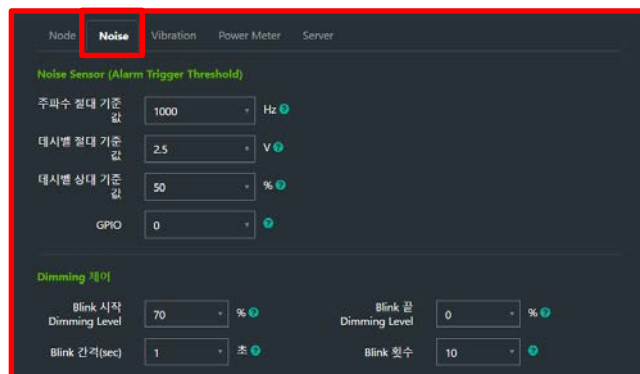 Node Noise Vibration Power Meter Server
Noise Sensor (Alarm Trigger Threshold)
주파수 절대 기준
값
1000 Hz
데시벨 절대 기준
값
2.5 V
데시벨 상대 기준
값
50 %
GPIO 0
Dimming 제어
Blink 시작
Dimming Level
70 %
Blink 끝
Dimming Level
0 %
Blink 간격(sec) 1 초
Blink 횟수 10